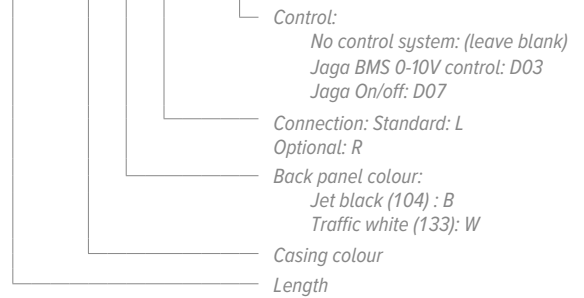 Control:
No control system: (leave blank)
Jaga BMS 0-10V control: D03
Jaga On/off: D07
Connection: Standard: L
Optional: R
Back panel colour:
Jet black (104) : B
Traffic white (133): W
Casing colour
Length